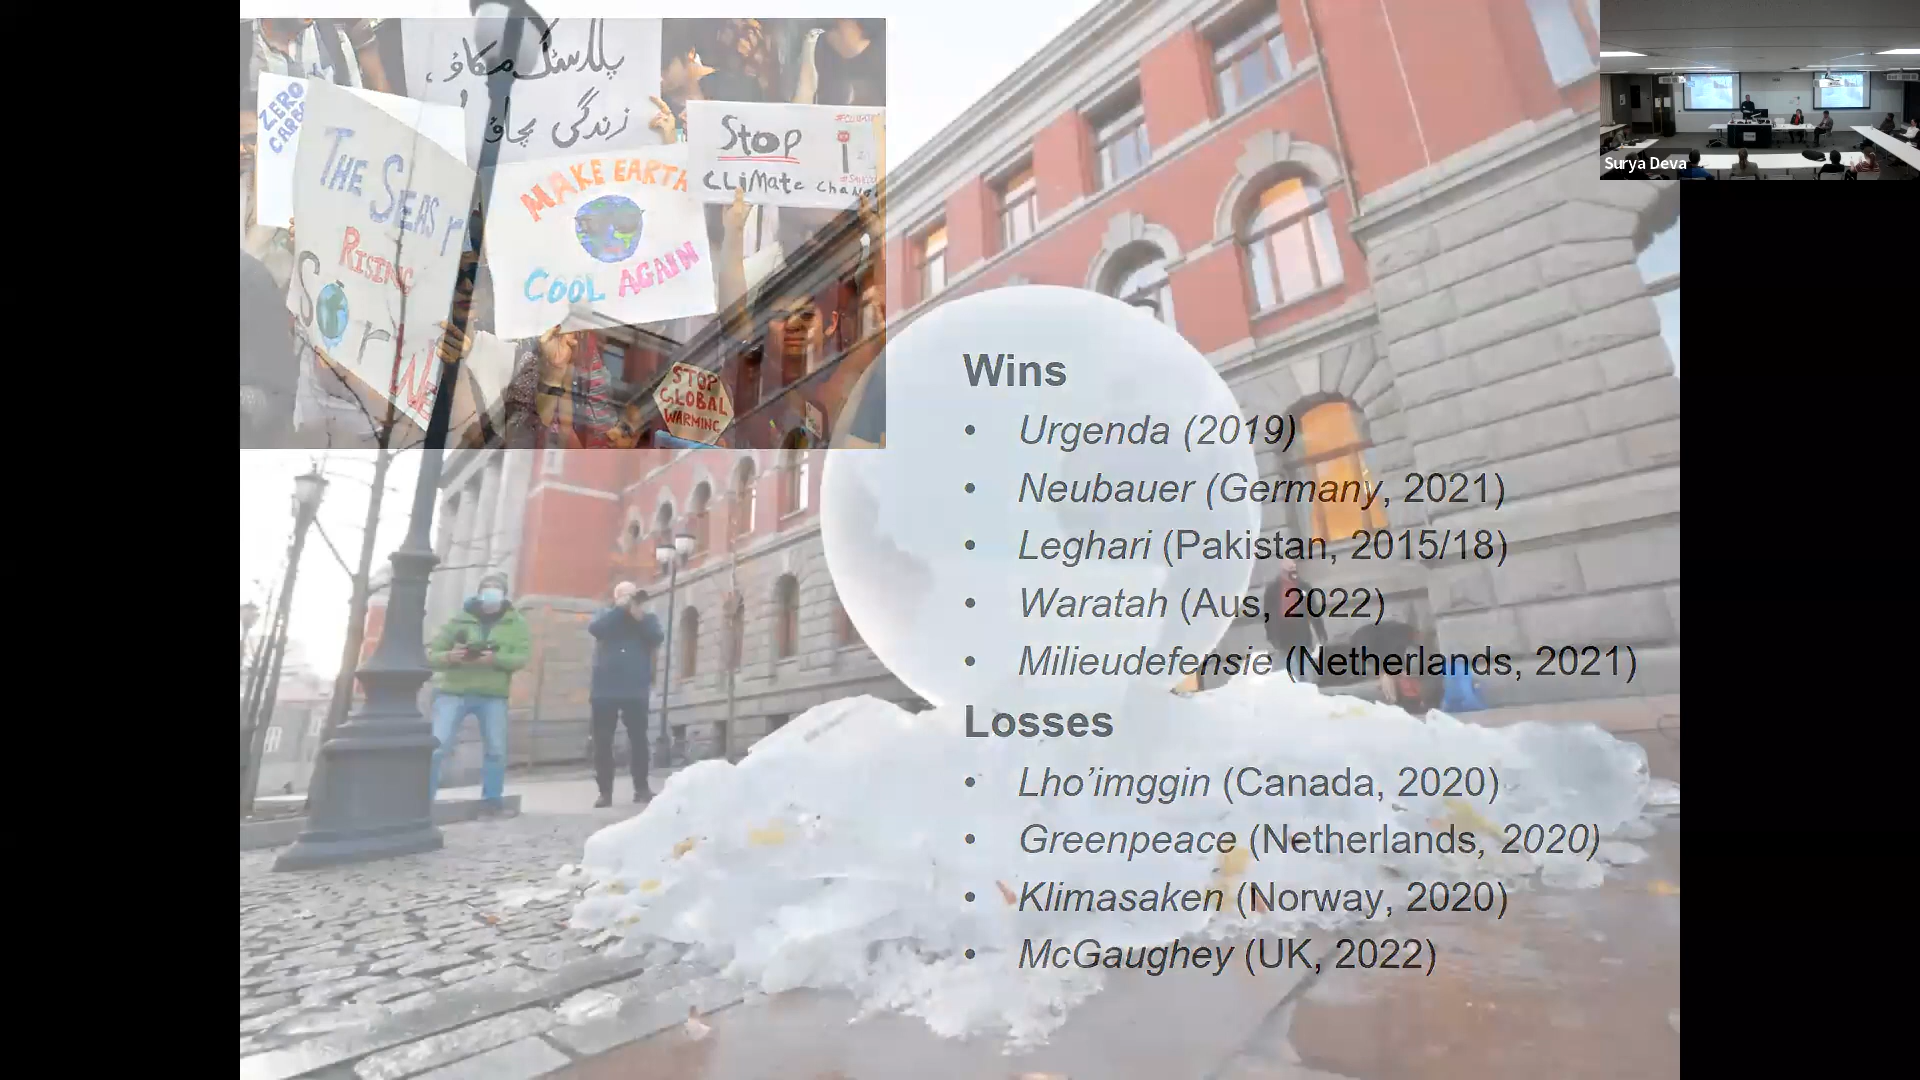 پلاسٹک مکاؤ،
زندگی بچاؤ
ZERO
CARB
THE SEAS
RISING
Stop
CLiMate Chan
MAKE EARTH
COOL AGAIN
STOP
GLOBAL
WARMING
Surya Deva
Wins
• Urgenda (2019)
• Neubauer (Germany, 2021)
• Leghari (Pakistan, 2015/18)
• Waratah (Aus, 2022)
• Milieudefensie (Netherlands, 2021)
Losses
• Lho’imggin (Canada, 2020)
• Greenpeace (Netherlands, 2020)
• Klimasaken (Norway, 2020)
• McGaughey (UK, 2022)